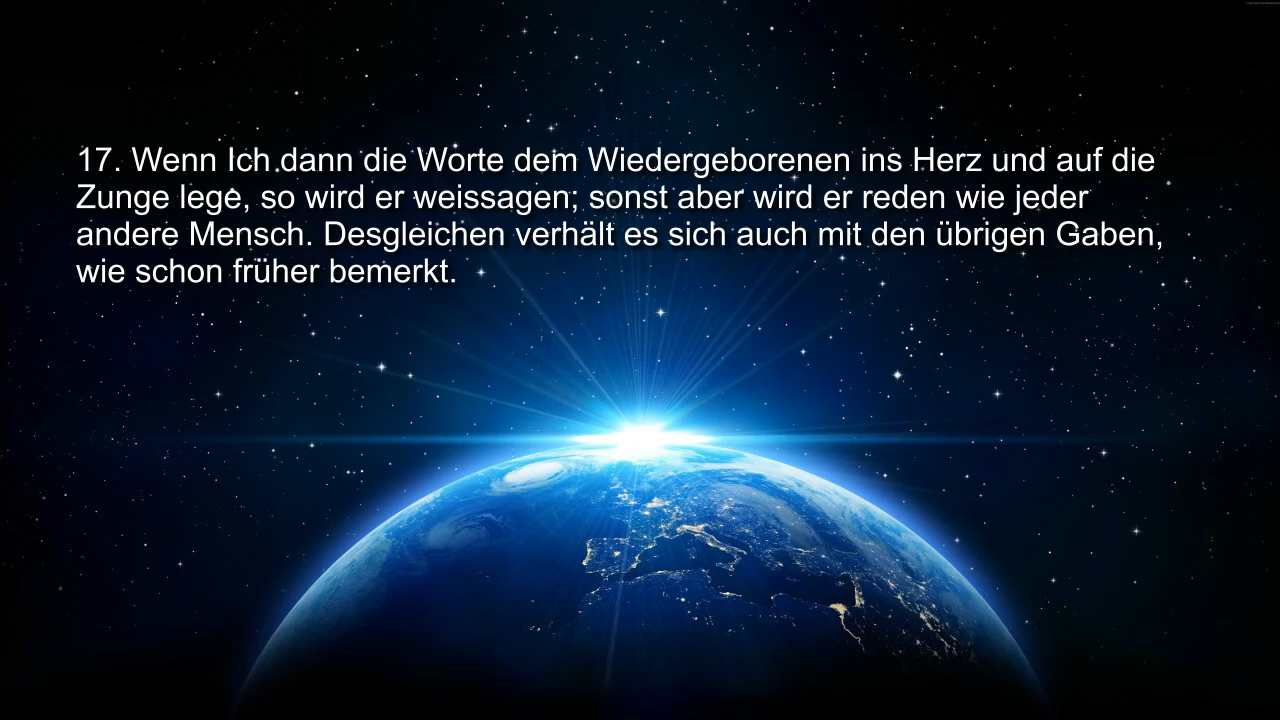 17. Wenn Ich dann die Worte dem Wiedergeborenen ins Herz und auf die
Zunge lege, so wird er weissagen; sonst aber wird er reden wie jeder
andere Mensch. Desgleichen verhält es sich auch mit den übrigen Gaben,
wie schon früher bemerkt.